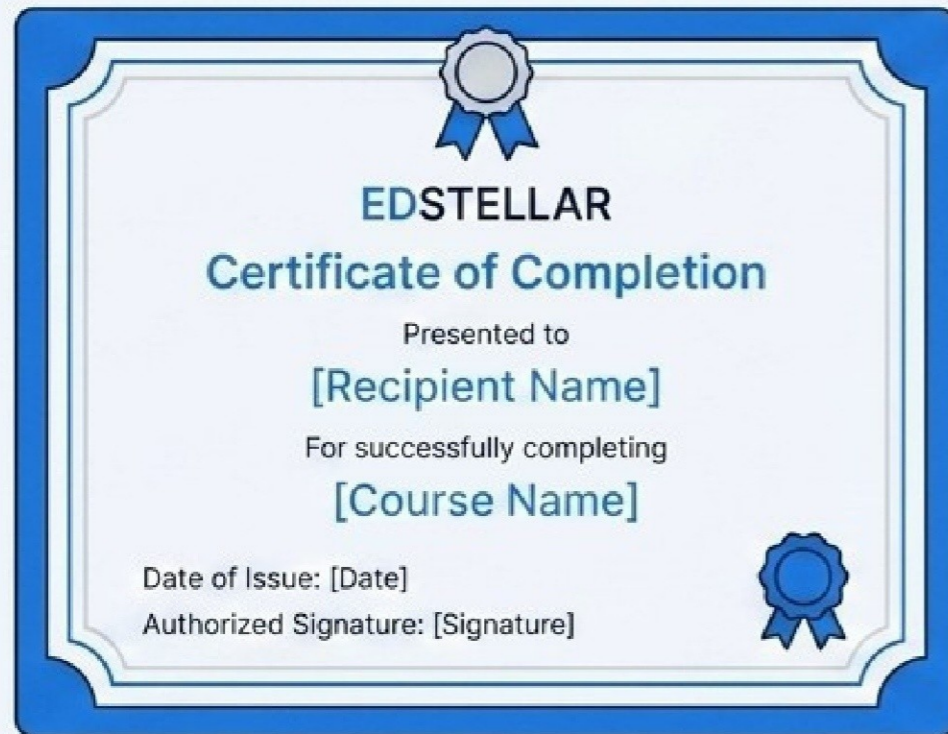 EDSTELLAR
Certificate of Completion
Presented to
[Recipient Name]
For successfully completing
[Course Name]
Date of Issue: [Date]
Authorized Signature: [Signature]